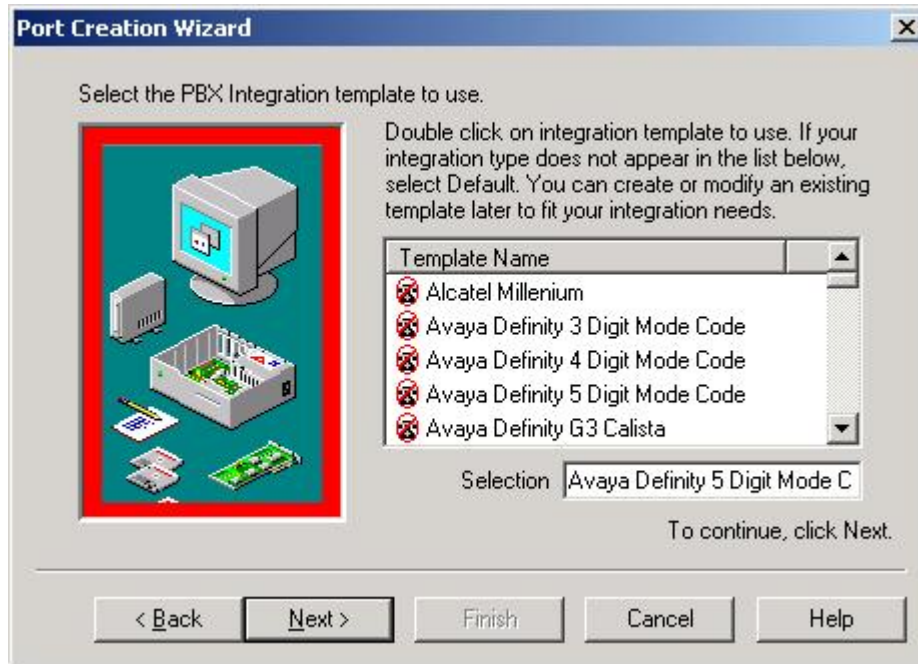 Port Creation Wizard
Select the PBX Integration template to use.
Double click on integration template to use. If your
integration type does not appear in the list below,
select Default. You can create or modify an existing
template later to fit your integration needs.
Template Name
Alcatel Millenium
Avaya Definity 3 Digit Mode Code
Avaya Definity 4 Digit Mode Code
Avaya Definity 5 Digit Mode Code
Avaya Definity G3 Calista
Selection Avaya Definity 5 Digit Mode C
To continue, click Next.
< Back Next > Finish Cancel Help